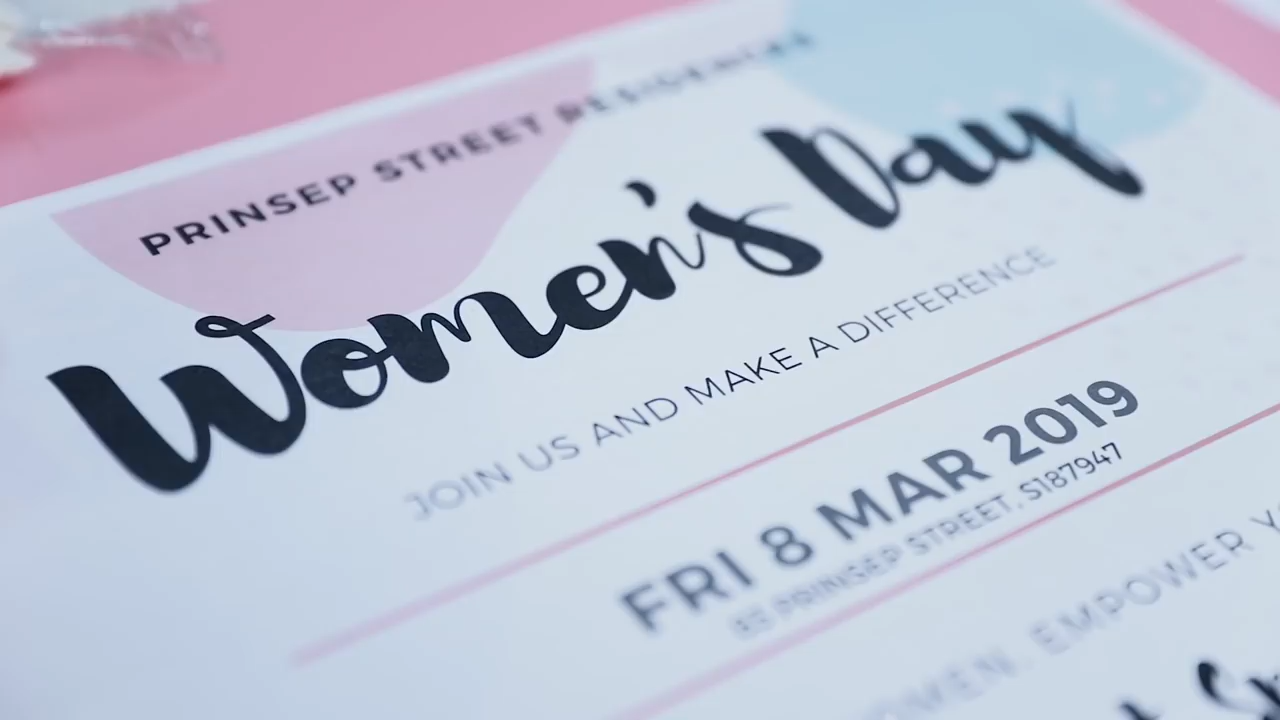 PRINSEP STREET RESIDENCES
Women's Day
JOIN US AND MAKE A DIFFERENCE
FRI 8 MAR 2019
PRINSEP STREET, S187947
EMPOWER